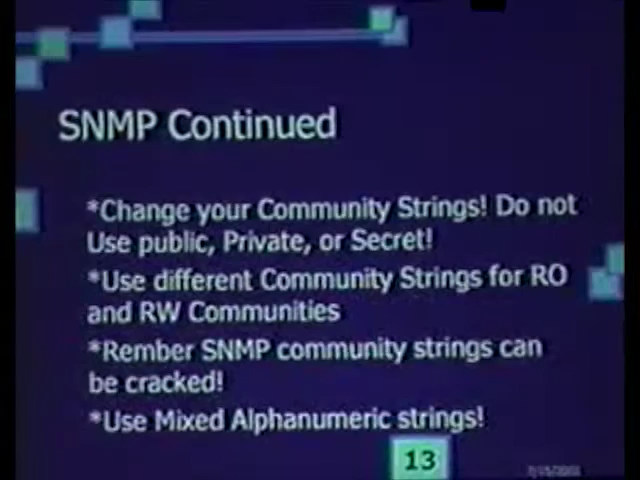 SNMP Continued
*Change your Community Strings! Do not
Use public, Private, or Secret!
*Use different Community Strings for RO
and RW Communities
*Rember SNMP community strings can
be cracked!
*Use Mixed Alphanumeric strings!
13